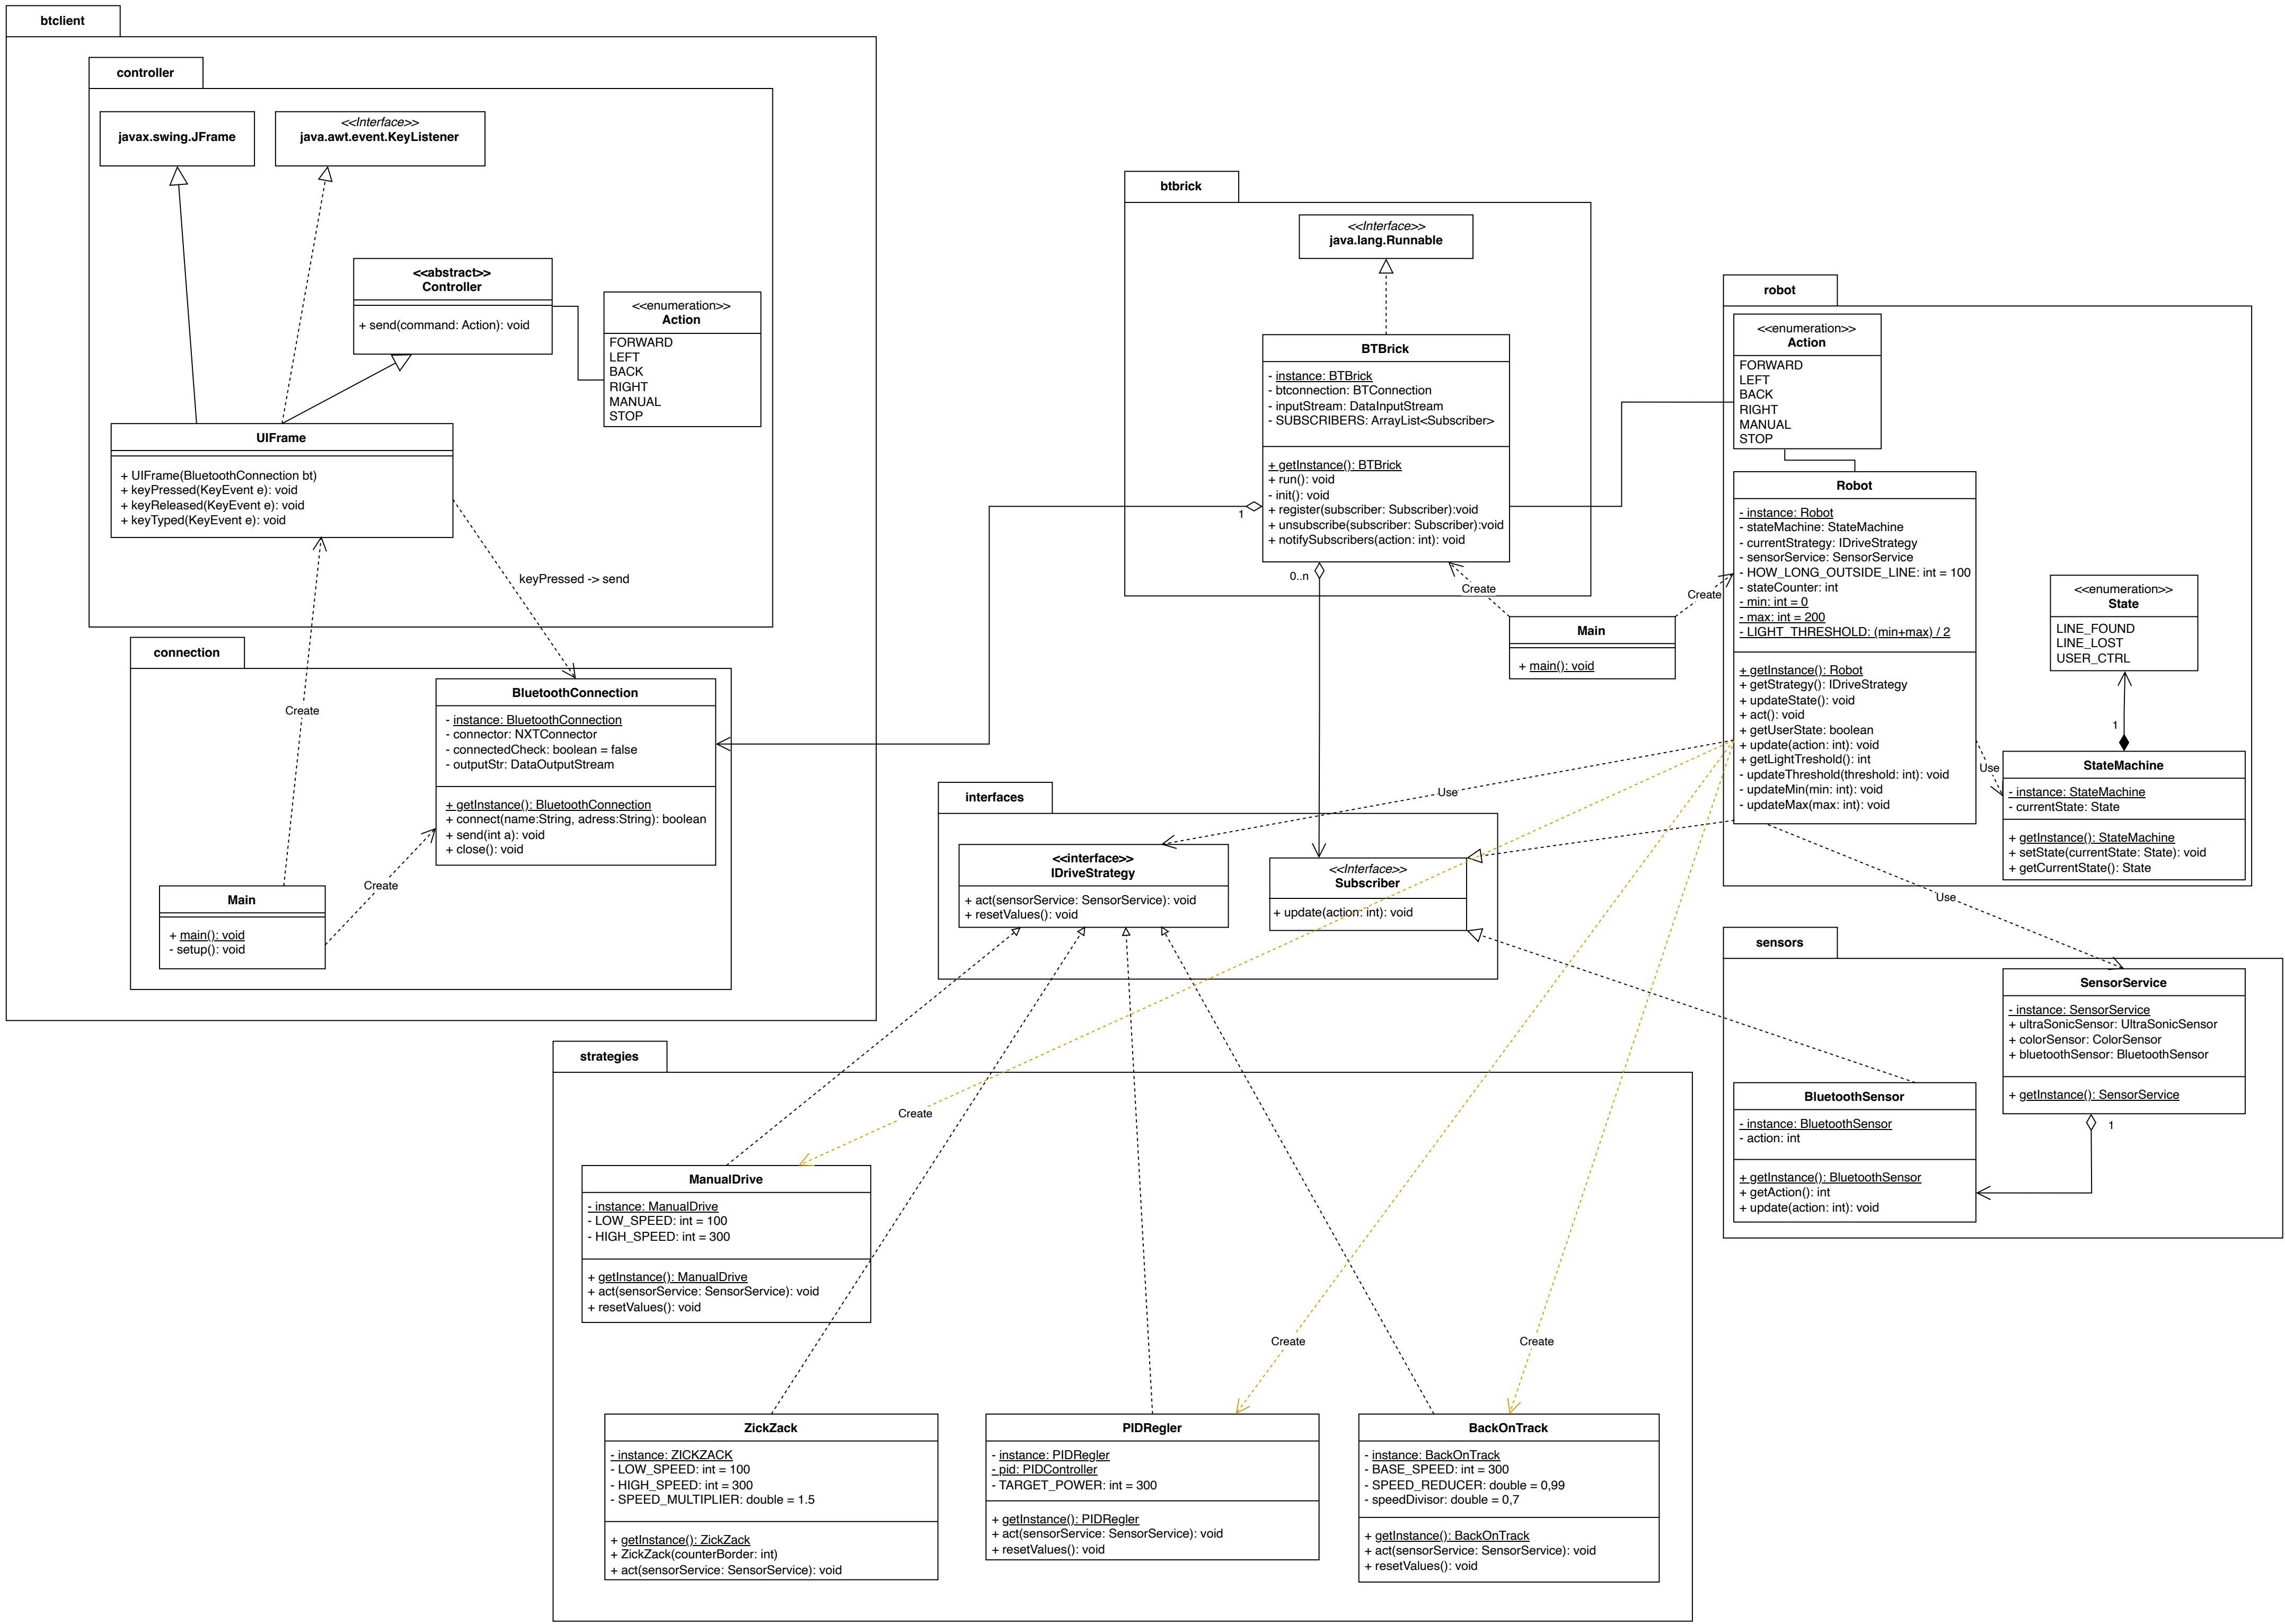 btclient
controller
javax.swing.JFrame
<<Interface>>
java.awt.event.KeyListener
<<abstract>>
Controller
+ send(command: Action): void
<<enumeration>>
Action
FORWARD
LEFT
BACK
RIGHT
MANUAL
STOP
UIFrame
+ UIFrame(BluetoothConnection bt)
+ keyPressed(KeyEvent e): void
+ keyReleased(KeyEvent e): void
+ keyTyped(KeyEvent e): void
keyPressed -> send
connection
Create
BluetoothConnection
- instance: BluetoothConnection
- connector: NXTConnector
- connectedCheck: boolean = false
- outputStr: DataOutputStream
+ getInstance(): BluetoothConnection
+ connect(name:String, adress:String): boolean
+ send(int a): void
+ close(): void
Create
Main
+ main(): void
- setup(): void
btbrick
<<Interface>>
java.lang.Runnable
BTBrick
- instance: BTBrick
- btconnection: BTConnection
- inputStream: DataInputStream
- SUBSCRIBERS: ArrayList<Subscriber>
+ getInstance(): BTBrick
+ run(): void
- init(): void
+ register(subscriber: Subscriber):void
+ unsubscribe(subscriber: Subscriber):void
+ notifySubscribers(action: int): void
1
0..n
Create
Create
Main
+ main(): void
robot
<<enumeration>>
Action
FORWARD
LEFT
BACK
RIGHT
MANUAL
STOP
Robot
- instance: Robot
- stateMachine: StateMachine
- currentStrategy: IDriveStrategy
- sensorService: SensorService
- HOW_LONG_OUTSIDE_LINE: int = 100
- stateCounter: int
- min: int = 0
- max: int = 200
- LIGHT_THRESHOLD: (min+max) / 2
+ getInstance(): Robot
+ getStrategy(): IDriveStrategy
+ updateState(): void
+ act(): void
+ getUserState: boolean
+ update(action: int): void
+ getLightTreshold(): int
- updateThreshold(threshold: int): void
- updateMin(min: int): void
- updateMax(max: int): void
<<enumeration>>
State
LINE_FOUND
LINE_LOST
USER_CTRL
1
Use
StateMachine
- instance: StateMachine
- currentState: State
+ getInstance(): StateMachine
+ setState(currentState: State): void
+ getCurrentState(): State
interfaces
Use
<<interface>>
IDriveStrategy
+ act(sensorService: SensorService): void
+ resetValues(): void
<<Interface>>
Subscriber
+ update(action: int): void
Use
sensors
SensorService
- instance: SensorService
+ ultraSonicSensor: UltraSonicSensor
+ colorSensor: ColorSensor
+ bluetoothSensor: BluetoothSensor
+ getInstance(): SensorService
1
BluetoothSensor
- instance: BluetoothSensor
- action: int
+ getInstance(): BluetoothSensor
+ getAction(): int
+ update(action: int): void
strategies
Create
ManualDrive
- instance: ManualDrive
- LOW_SPEED: int = 100
- HIGH_SPEED: int = 300
+ getInstance(): ManualDrive
+ act(sensorService: SensorService): void
+ resetValues(): void
Create
Create
ZickZack
- instance: ZICKZACK
- LOW_SPEED: int = 100
- HIGH_SPEED: int = 300
- SPEED_MULTIPLIER: double = 1.5
+ getInstance(): ZickZack
+ ZickZack(counterBorder: int)
+ act(sensorService: SensorService): void
PIDRegler
- instance: PIDRegler
- pid: PIDController
- TARGET_POWER: int = 300
+ getInstance(): PIDRegler
+ act(sensorService: SensorService): void
+ resetValues(): void
BackOnTrack
- instance: BackOnTrack
- BASE_SPEED: int = 300
- SPEED_REDUCER: double = 0,99
- speedDivisor: double = 0,7
+ getInstance(): BackOnTrack
+ act(sensorService: SensorService): void
+ resetValues(): void